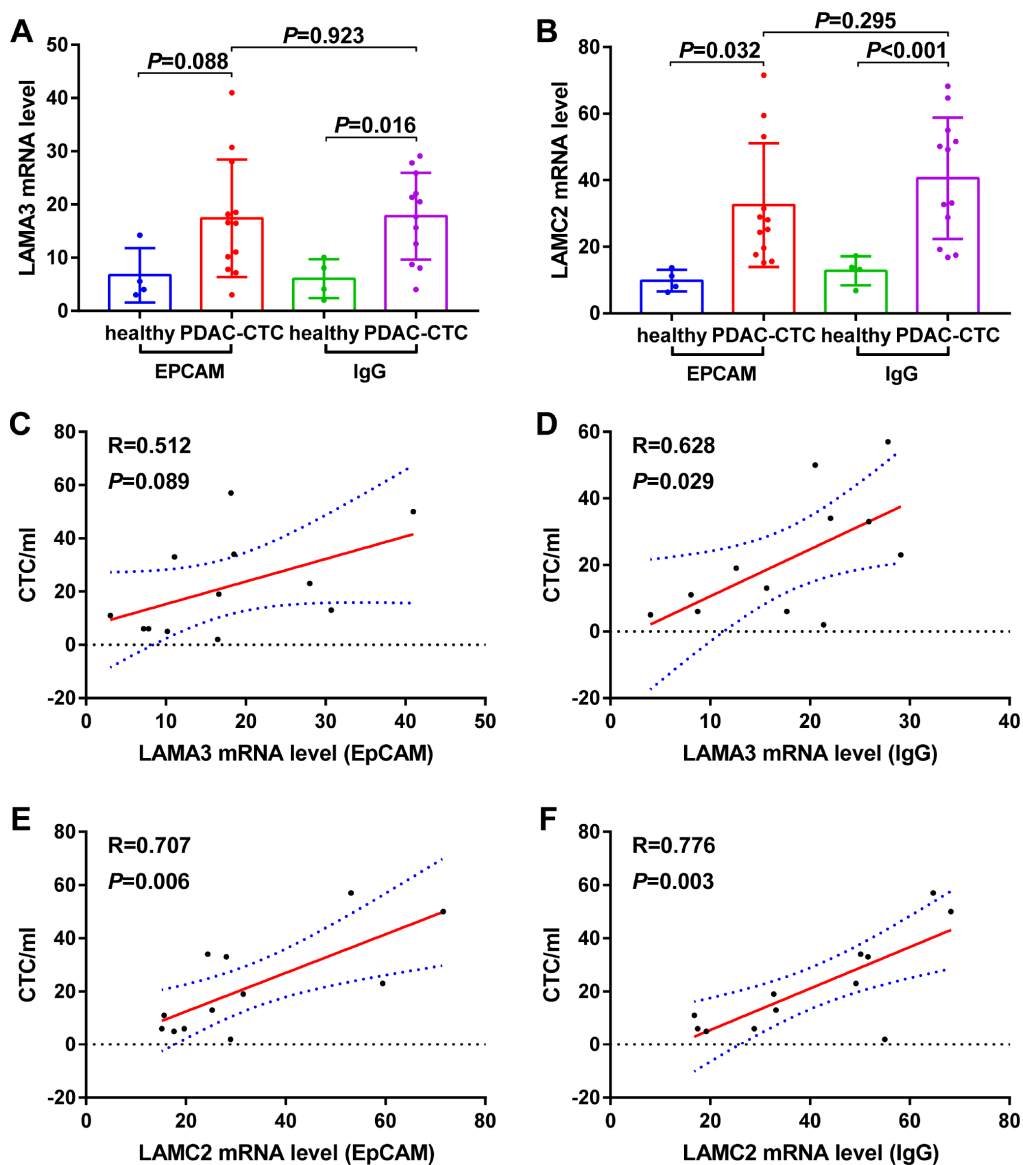 A
LAMA3 mRNA level
50
40
30
20
10
0
P=0.923
P=0.088
P=0.016
healthy PDAC-CTC healthy PDAC-CTC
EPCAM IgG
B
LAMC2 mRNA level
80
60
40
20
0
P=0.295
P=0.032
P<0.001
healthy PDAC-CTC healthy PDAC-CTC
EPCAM IgG
C
CTC/ml
80
60
40
20
0
-20
R=0.512
P=0.089
0 10 20 30 40 50
LAMA3 mRNA level (EpCAM)
D
CTC/ml
60
40
20
0
-20
R=0.628
P=0.029
0 10 20 30 40
LAMA3 mRNA level (IgG)
E
CTC/ml
80
60
40
20
0
-20
R=0.707
P=0.006
0 20 40 60 80
LAMC2 mRNA level (EpCAM)
F
CTC/ml
80
60
40
20
0
-20
R=0.776
P=0.003
0 20 40 60 80
LAMC2 mRNA level (IgG)